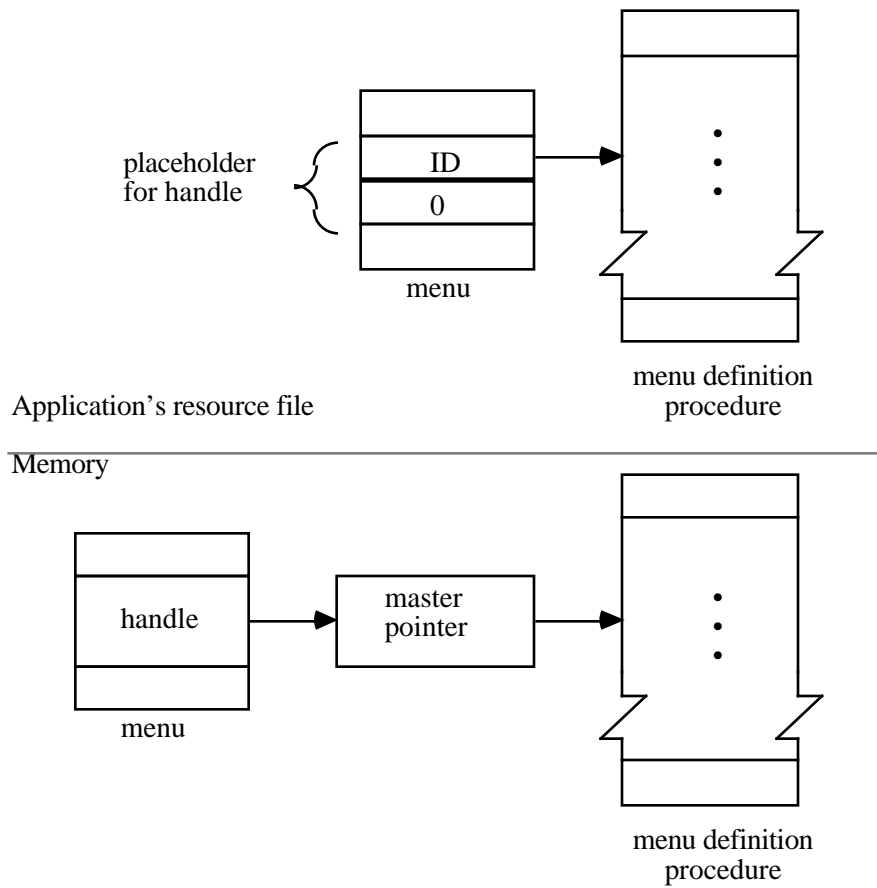 placeholder
for handle
ID
0
menu
menu definition
procedure
Application’s resource file
Memory
handle
master
pointer
menu
menu definition
procedure